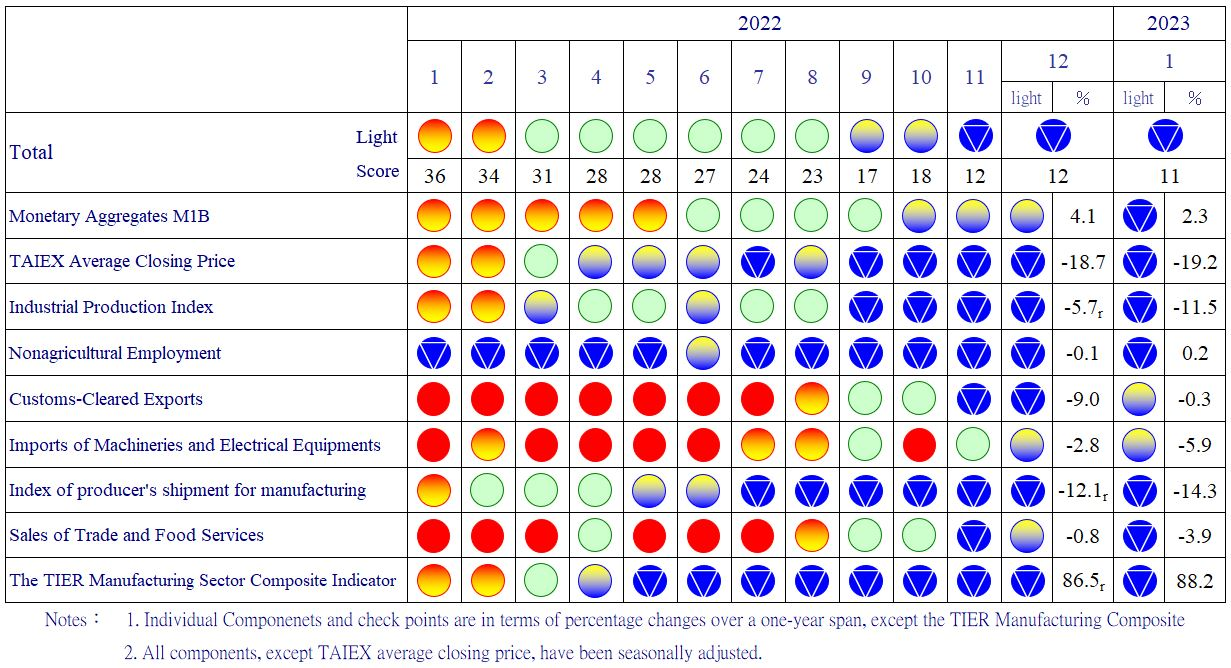 2022 2023
1 2 3 4 5 6 7 8 9 10 11 12 1
light % light %
Total Light
Score 36 34 31 28 28 27 24 23 17 18 12 12 11
Monetary Aggregates M1B 4.1 2.3
TAIEX Average Closing Price -18.7 -19.2
Industrial Production Index -5.7r -11.5
Nonagricultural Employment -0.1 0.2
Customs-Cleared Exports -9.0 -0.3
Imports of Machineries and Electrical Equipments -2.8 -5.9
Index of producer's shipment for manufacturing -12.1r -14.3
Sales of Trade and Food Services -0.8 -3.9
The TIER Manufacturing Sector Composite Indicator 86.5r 88.2
Notes： 1. Individual Componenets and check points are in terms of percentage changes over a one-year span, except the TIER Manufacturing Composite
2. All components, except TAIEX average closing price, have been seasonally adjusted.